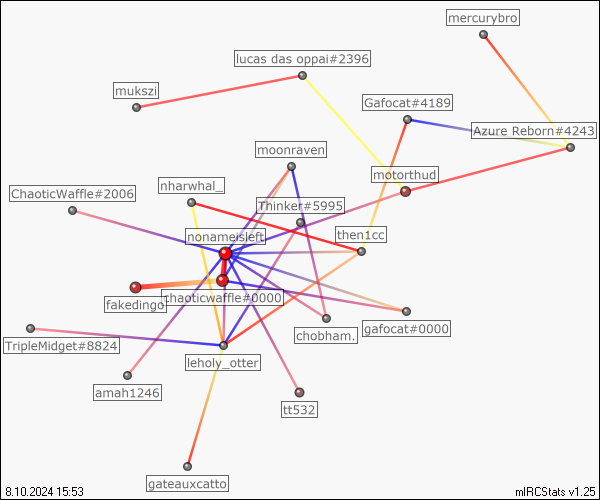 mercurybro
lucas das oppai#2396
mukszi
Gafocat#4189
Azure Reborn#4243
moonraven
motorthud
nharwhal_
ChaoticWaffle#2006
Thinker#5995
nonameisleft
then1cc
fakedingo
chaoticwaffle#0000
gafocat#0000
chobham.
TripleMidget#8824
leholy_otter
amah1246
tt532
gateauxcatto
8.10.2024 15:53
mIRCStats v1.25